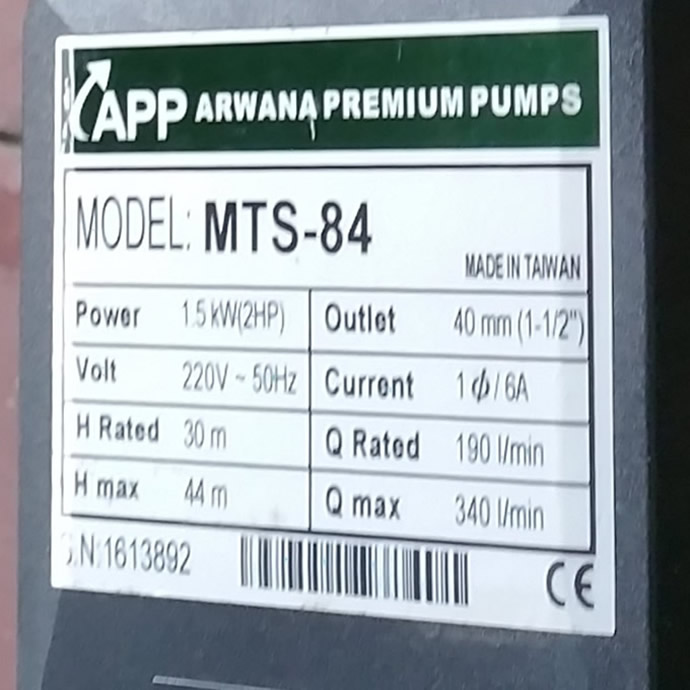 APP ARWANA PREMIUM PUMPS
MODEL: MTS-84
MADE IN TAIWAN
Power 1.5 kW(2HP) Outlet 40 mm (1-1/2")
Volt 220V ~ 50Hz Current 1 ϕ / 6A
H Rated 30 m Q Rated 190 l/min
H max 44 m Q max 340 l/min
.N:1613892 CE